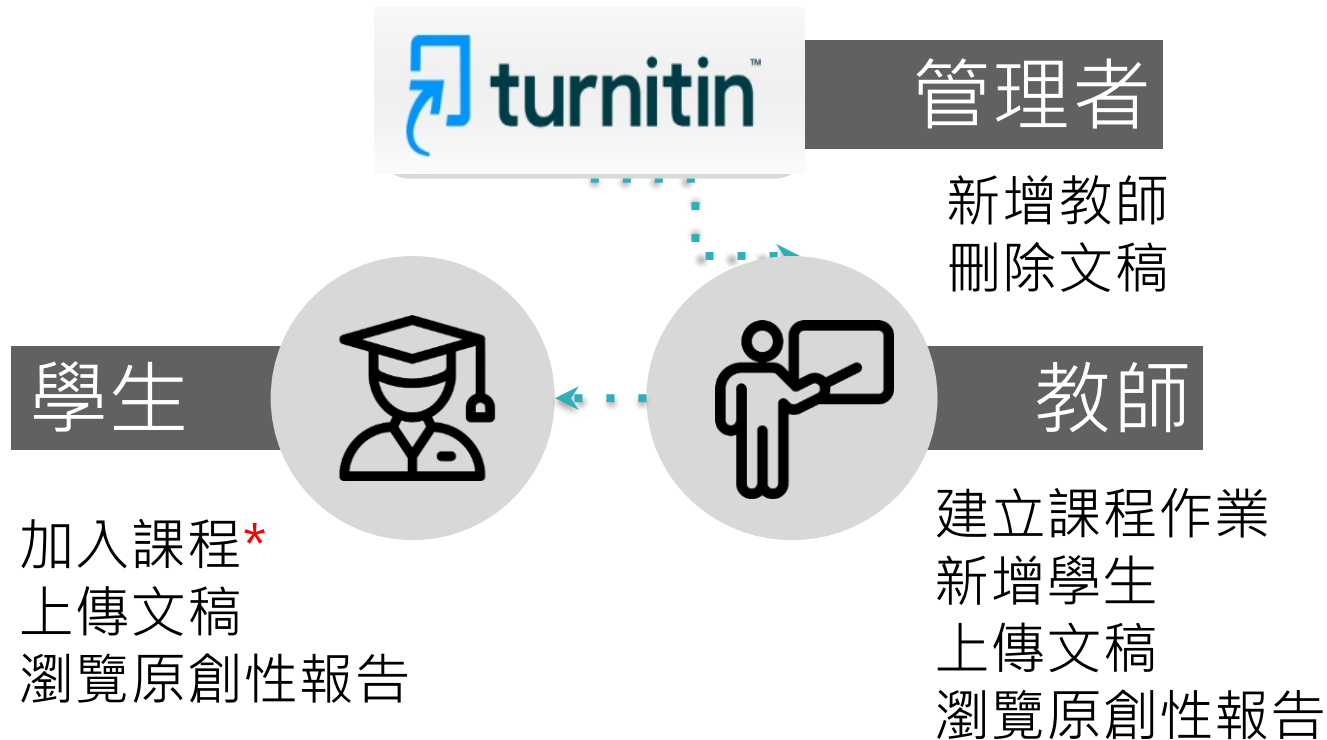 turnitin™
管理者
新增教師
刪除文稿
學生
教師
加入課程*
上傳文稿
瀏覽原創性報告
建立課程作業
新增學生
上傳文稿
瀏覽原創性報告